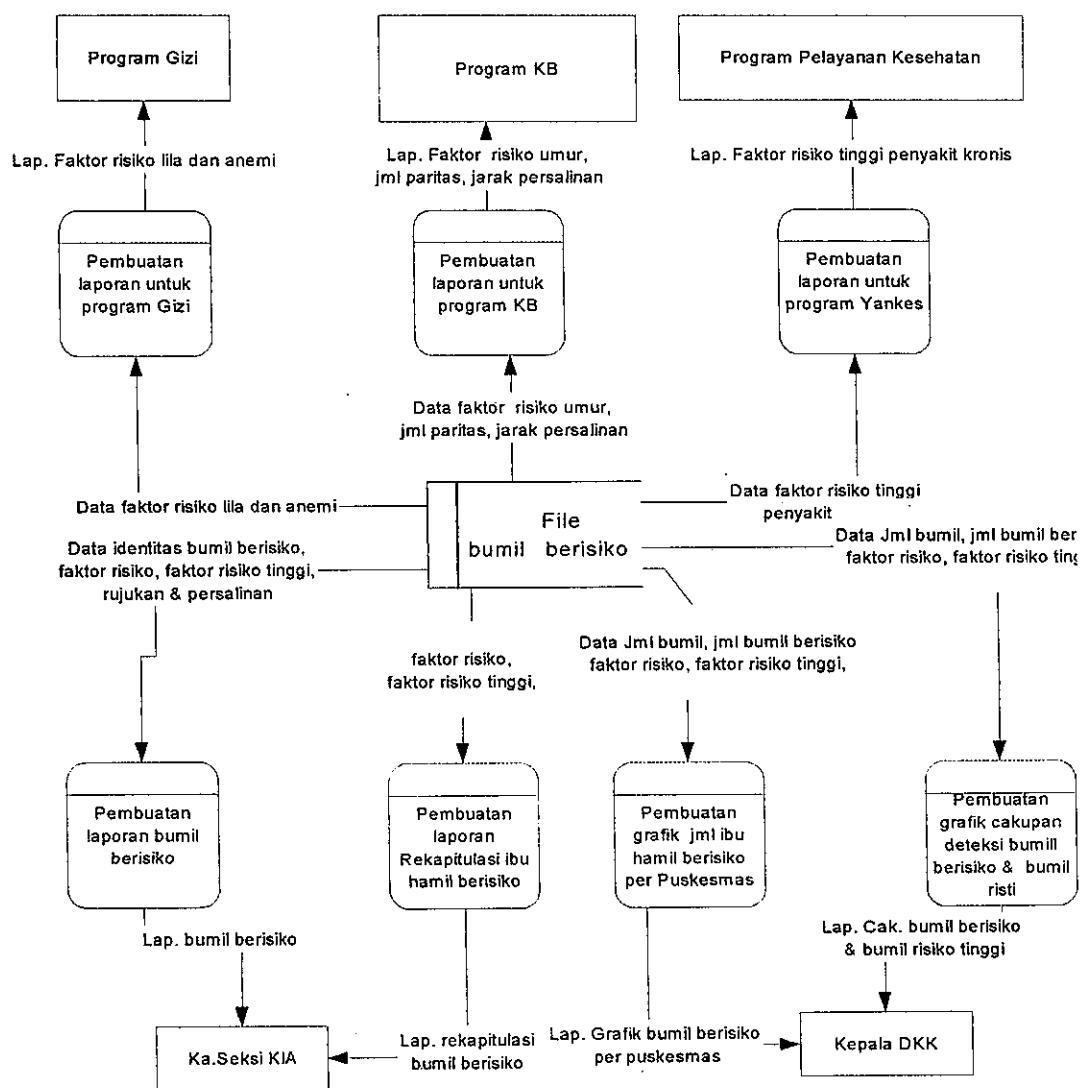 Program Gizi
Program KB
Program Pelayanan Kesehatan
Lap. Faktor risiko lila dan anemi
Lap. Faktor risiko umur,
jml paritas, jarak persalinan
Lap. Faktor risiko tinggi penyakit kronis
Pembuatan
laporan untuk
program Gizi
Pembuatan
laporan untuk
program KB
Pembuatan
laporan untuk
program Yankes
Data faktor risiko umur,
jml paritas, jarak persalinan
Data faktor risiko lila dan anemi
File
bumil berisiko
Data faktor risiko tinggi
penyakit
Data identitas bumil berisiko,
faktor risiko, faktor risiko tinggi,
rujukan & persalinan
Data Jml bumil, jml bumil ber
faktor risiko, faktor risiko ting
faktor risiko,
faktor risiko tinggi,
Data Jml bumil, jml bumil berisiko
faktor risiko, faktor risiko tinggi,
Pembuatan
laporan bumil
berisiko
Pembuatan
laporan
Rekapitulasi ibu
hamil berisiko
Pembuatan
grafik jml ibu
hamil berisiko
per Puskesmas
Pembuatan
grafik cakupan
deteksi bumill
berisiko & bumil
risti
Lap. bumil berisiko
Lap. Cak. bumil berisiko
& bumil risiko tinggi
Ka.Seksi KIA
Lap. rekapitulasi
bumil berisiko
Lap. Grafik bumil berisiko
per puskesmas
Kepala DKK